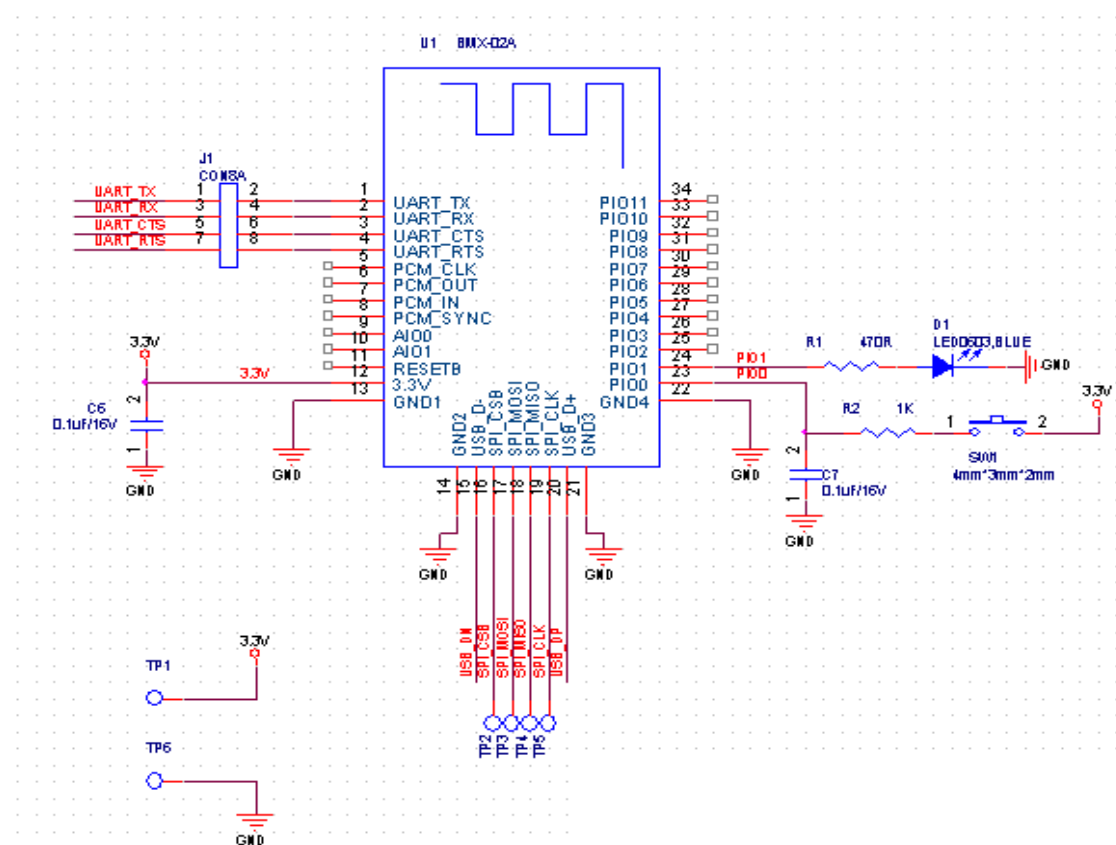 U1 BMX-02A
J1
CON8A
UART_TX 1 2 1 UART_TX
UART_RX 3 4 2 UART_RX
UART_CTS 5 6 3 UART_CTS
UART_RTS 7 8 4 UART_RTS
5 PCM_CLK
6 PCM_OUT
7 PCM_IN
8 PCM_SYNC
9 AIO0
10 AIO1
11 RESETB
3.3V 12 3.3V
13 GND1
34 PIO11
33 PIO10
32 PIO9
31 PIO8
30 PIO7
29 PIO6
28 PIO5
27 PIO4
26 PIO3
25 PIO2
24 PIO1
23 PIO0
22 GND4
GND2
USB_D-
SPI_CSB
SPI_MOSI
SPI_MISO
SPI_CLK
USB_D+
GND3
14 15 16 17 18 19 20 21
3.3V
2
C6
0.1uF/16V
1
GND
GND
PIO1
PIO0
R1 470R
D1
LED0603,BLUE
GND
R2 1K
1 2
3.3V
SW1
4mm*3mm*2mm
GND
2
C7
0.1uF/16V
1
GND
GND
GND
USB_DN
SPI_CSB
SPI_MOSI
SPI_MISO
SPI_CLK
USB_DP
TP2
TP3
TP4
TP5
3.3V
TP1
TP6
GND